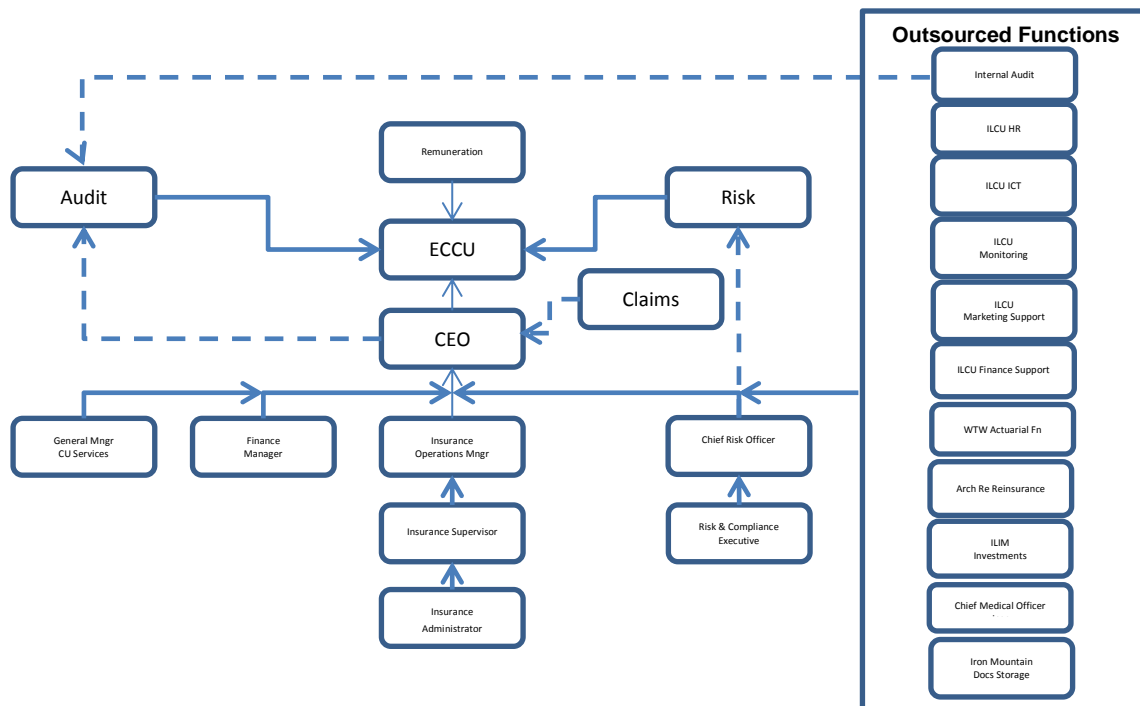 Outsourced Functions
Internal Audit
ILCU HR
ILCU ICT
ILCU
Monitoring
ILCU
Marketing Support
ILCU Finance Support
WTW Actuarial Fn
Arch Re Reinsurance
ILIM
Investments
Chief Medical Officer
Iron Mountain
Docs Storage
Remuneration
Audit
Risk
ECCU
Claims
CEO
General Mngr
CU Services
Finance
Manager
Insurance
Operations Mngr
Chief Risk Officer
Insurance Supervisor
Risk & Compliance
Executive
Insurance
Administrator